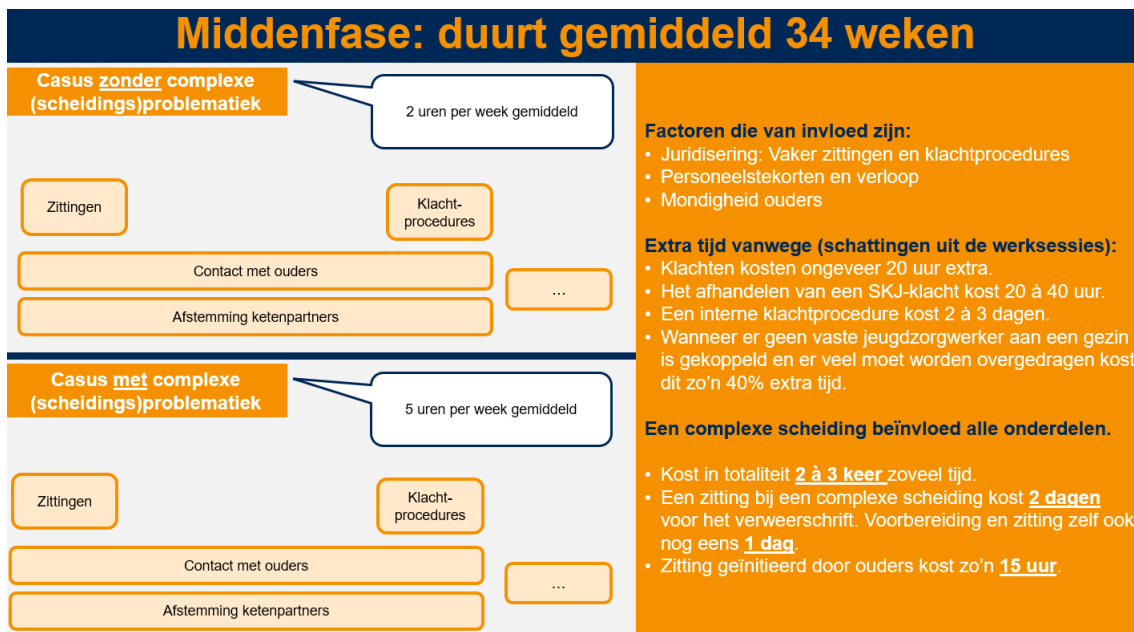 Middenfase: duurt gemiddeld 34 weken
Casus zonder complexe
(scheidings)problematiek
2 uren per week gemiddeld
Zittingen
Klacht-
procedures
Contact met ouders
...
Afstemming ketenpartners
Casus met complexe
(scheidings)problematiek
5 uren per week gemiddeld
Zittingen
Klacht-
procedures
Contact met ouders
...
Afstemming ketenpartners
Factoren die van invloed zijn:
• Juridisering: Vaker zittingen en klachtprocedures
• Personeelstekorten en verloop
• Mondigheid ouders
Extra tijd vanwege (schattingen uit de werksessies):
• Klachten kosten ongeveer 20 uur extra.
• Het afhandelen van een SKJ-klacht kost 20 à 40 uur.
• Een interne klachtprocedure kost 2 à 3 dagen.
• Wanneer er geen vaste jeugdzorgwerker aan een gezin
is gekoppeld en er veel moet worden overgedragen kost
dit zo'n 40% extra tijd.
Een complexe scheiding beïnvloed alle onderdelen.
• Kost in totaliteit 2 à 3 keer zoveel tijd.
• Een zitting bij een complexe scheiding kost 2 dagen
voor het verweerschrift. Voorbereiding en zitting zelf ook
nog eens 1 dag.
• Zitting geïnitieerd door ouders kost zo'n 15 uur.